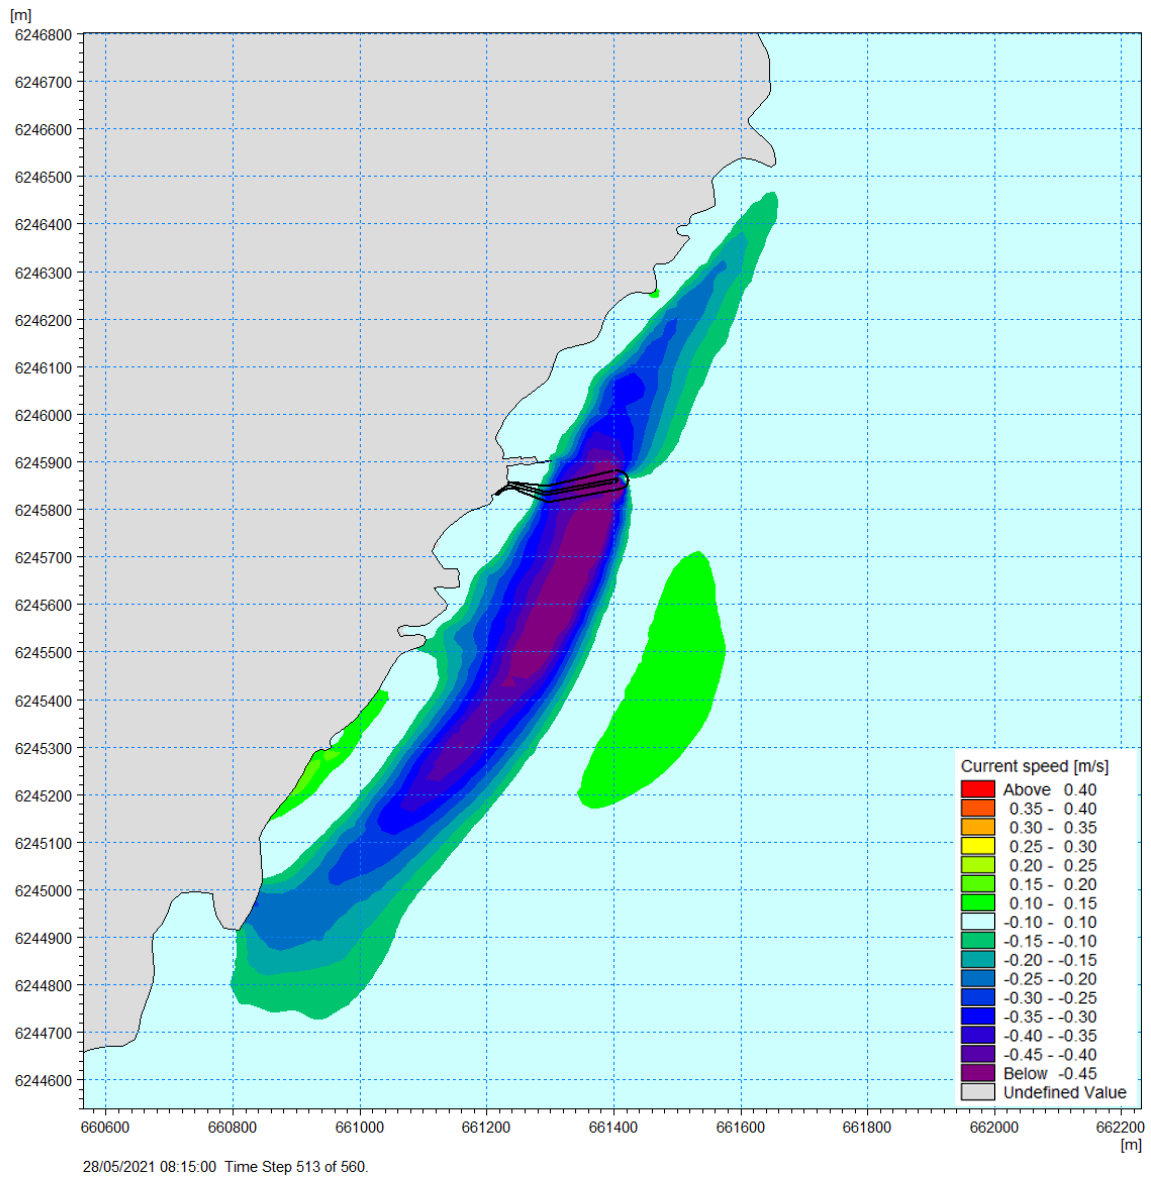 [m]
6246800
6246700
6246600
6246500
6246400
6246300
6246200
6246100
6246000
6245900
6245800
6245700
6245600
6245500
6245400
6245300
6245200
6245100
6245000
6244900
6244800
6244700
6244600
Current speed [m/s]
Above 0.40
0.35 - 0.40
0.30 - 0.35
0.25 - 0.30
0.20 - 0.25
0.15 - 0.20
0.10 - 0.15
-0.10 - 0.10
-0.15 - -0.10
-0.20 - -0.15
-0.25 - -0.20
-0.30 - -0.25
-0.35 - -0.30
-0.40 - -0.35
-0.45 - -0.40
Below -0.45
Undefined Value
660600 660800 661000 661200 661400 661600 661800 662000 662200
[m]
28/05/2021 08:15:00 Time Step 513 of 560.